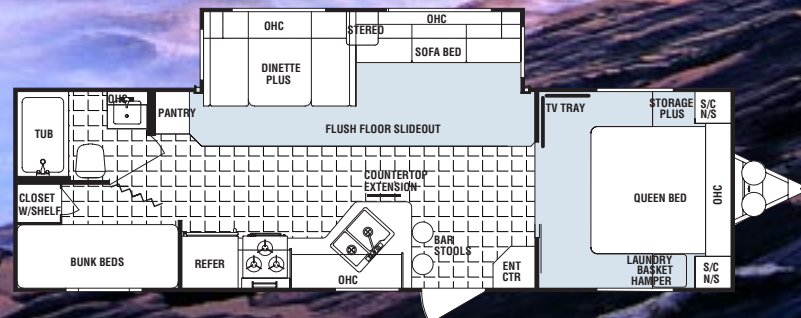 OHC
OHC
STEREO
SOFA BED
DINETTE
PLUS
OHC
PANTRY
TV TRAY
STORAGE
PLUS
S/C
N/S
TUB
FLUSH FLOOR SLIDEOUT
COUNTERTOP
EXTENSION
CLOSET
W/SHELF
QUEEN BED
OHC
BAR
STOOLS
BUNK BEDS
REFER
OHC
ENT
CTR
LAUNDRY
BASKET
HAMPER
S/C
N/S